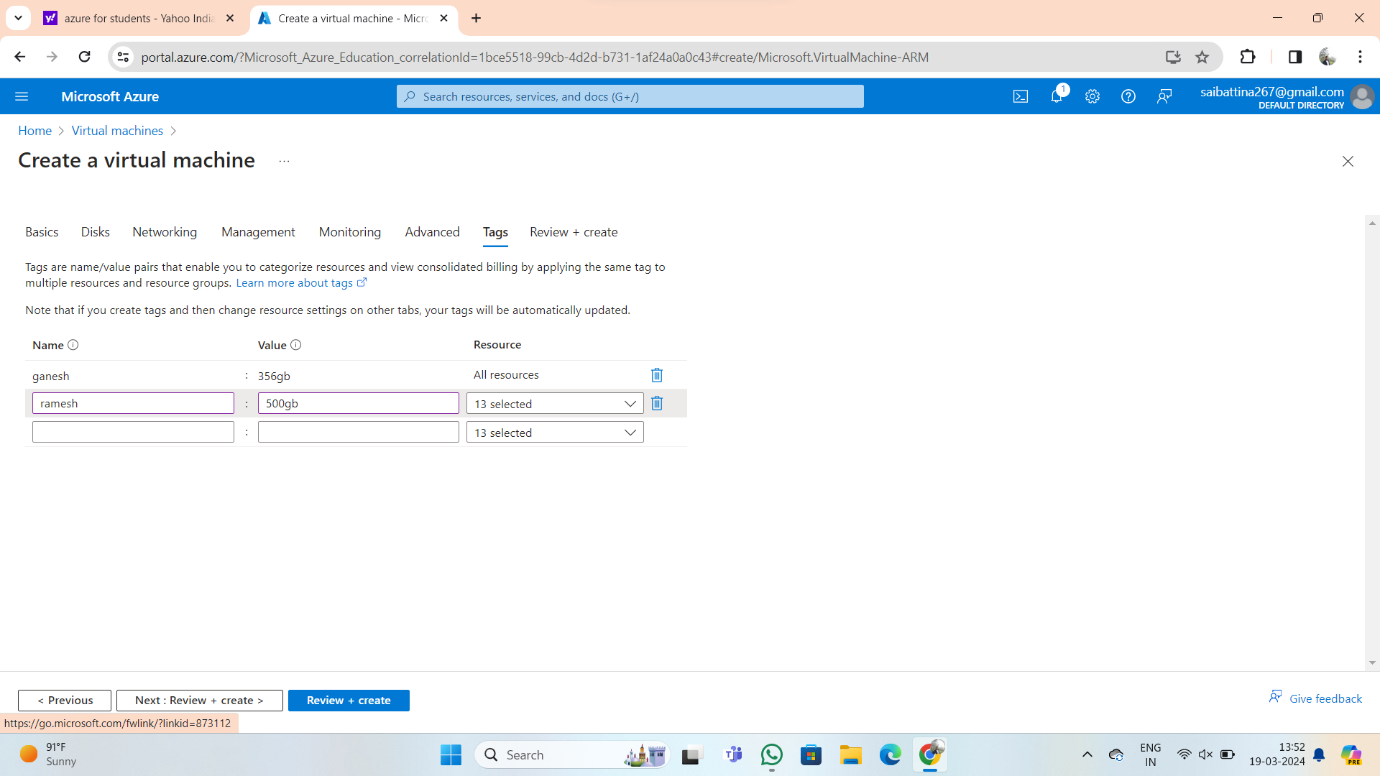 azure for students - Yahoo India
Create a virtual machine - Micro
portal.azure.com/?Microsoft_Azure_Education_correlationId=1bce5518-99cb-4d2d-b731-1af24a0a0c43#create/Microsoft.VirtualMachine-ARM
Microsoft Azure
Search resources, services, and docs (G+/)
1
saibattina267@gmail.com
DEFAULT DIRECTORY
Home > Virtual machines >
Create a virtual machine ...
Basics Disks Networking Management Monitoring Advanced Tags Review + create
Tags are name/value pairs that enable you to categorize resources and view consolidated billing by applying the same tag to
multiple resources and resource groups. Learn more about tags
Note that if you create tags and then change resource settings on other tabs, your tags will be automatically updated.
Name Value Resource
ganesh : 356gb All resources
ramesh : 500gb 13 selected
: 13 selected
< Previous Next : Review + create > Review + create
Give feedback
https://go.microsoft.com/fwlink/?linkid=873112
91°F
Sunny
Search
ENG
IN
13:52
19-03-2024
PRE